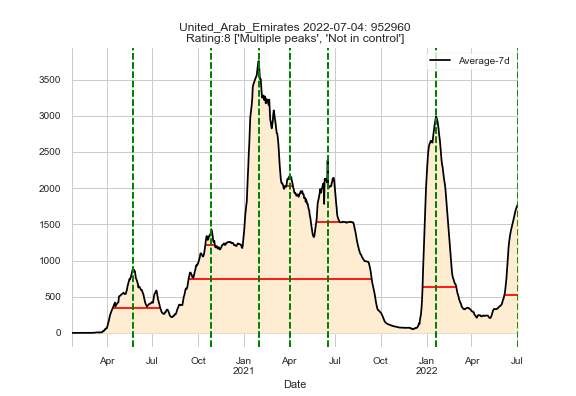 United_Arab_Emirates 2022-07-04: 952960
Rating:8 ['Multiple peaks', 'Not in control']
Average-7d
3500
3000
2500
2000
1500
1000
500
0
Apr Jul Oct Jan Apr Jul Oct Jan Apr Jul
2021 2022
Date